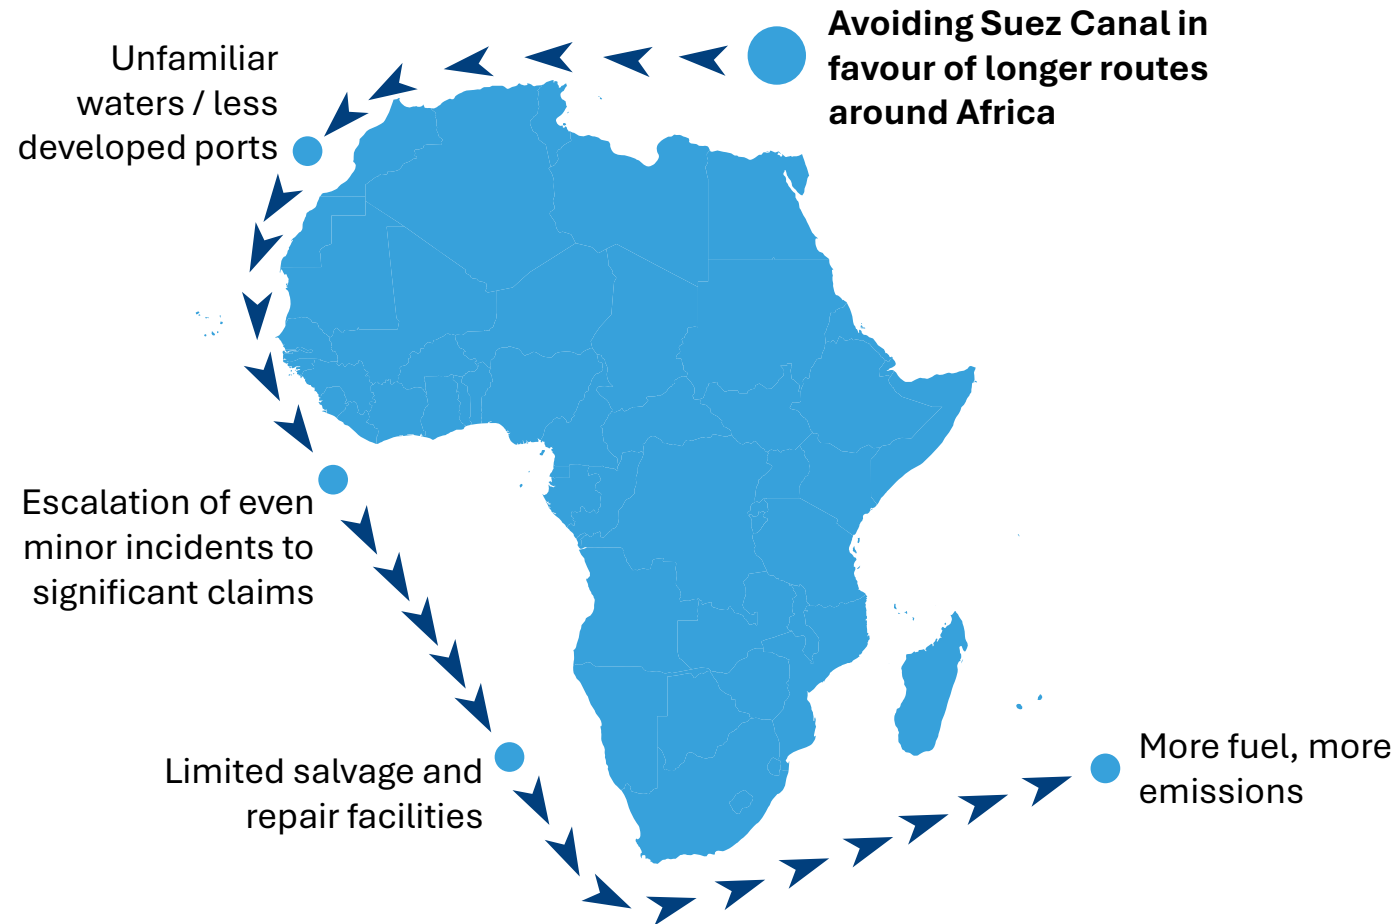 Avoiding Suez Canal in
favour of longer routes
around Africa
Unfamiliar
waters / less
developed ports
Escalation of even
minor incidents to
significant claims
Limited salvage and
repair facilities
More fuel, more
emissions